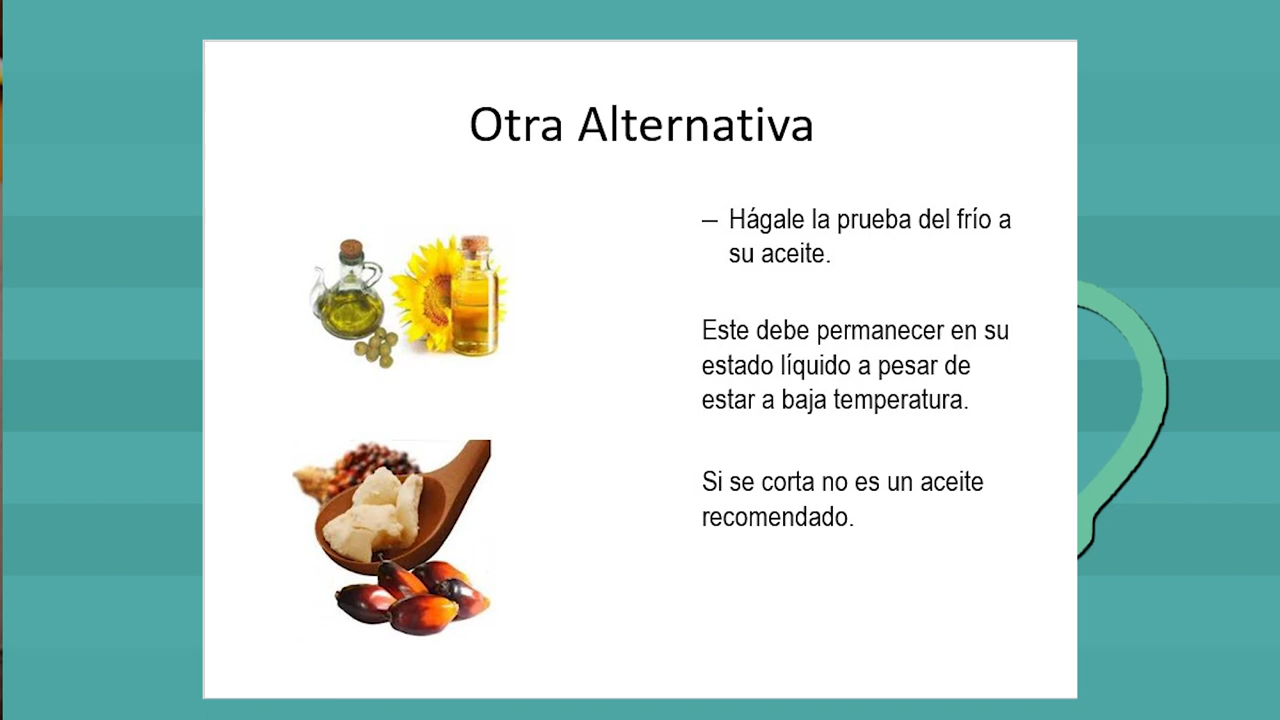 Otra Alternativa
– Hágale la prueba del frío a
su aceite.
Este debe permanecer en su
estado líquido a pesar de
estar a baja temperatura.
Si se corta no es un aceite
recomendado.